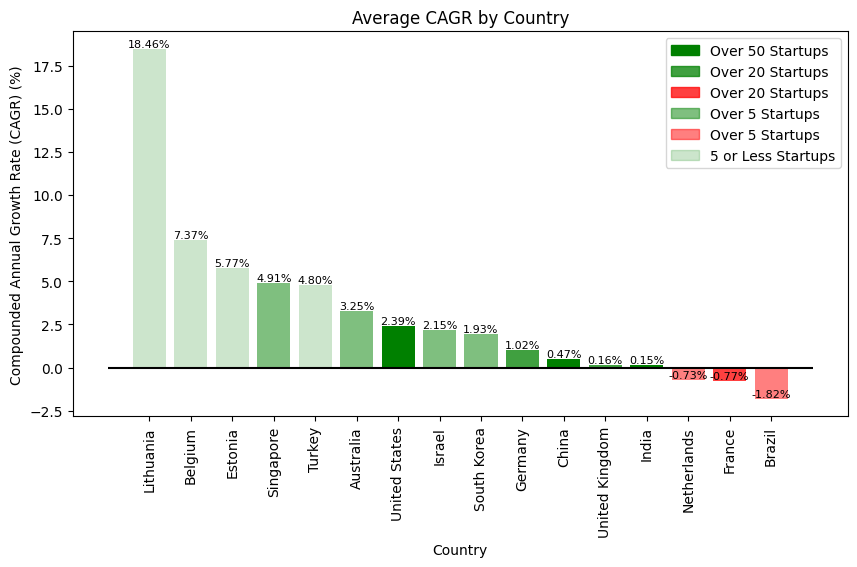 Average CAGR by Country
Over 50 Startups
Over 20 Startups
Over 20 Startups
Over 5 Startups
Over 5 Startups
5 or Less Startups
Compounded Annual Growth Rate (CAGR) (%)
17.5
15.0
12.5
10.0
7.5
5.0
2.5
0.0
−2.5
18.46%
7.37%
5.77%
4.91%
4.80%
3.25%
2.39%
2.15%
1.93%
1.02%
0.47%
0.16%
0.15%
-0.73%
-0.77%
-1.82%
Lithuania
Belgium
Estonia
Singapore
Turkey
Australia
United States
Israel
South Korea
Germany
China
United Kingdom
India
Netherlands
France
Brazil
Country